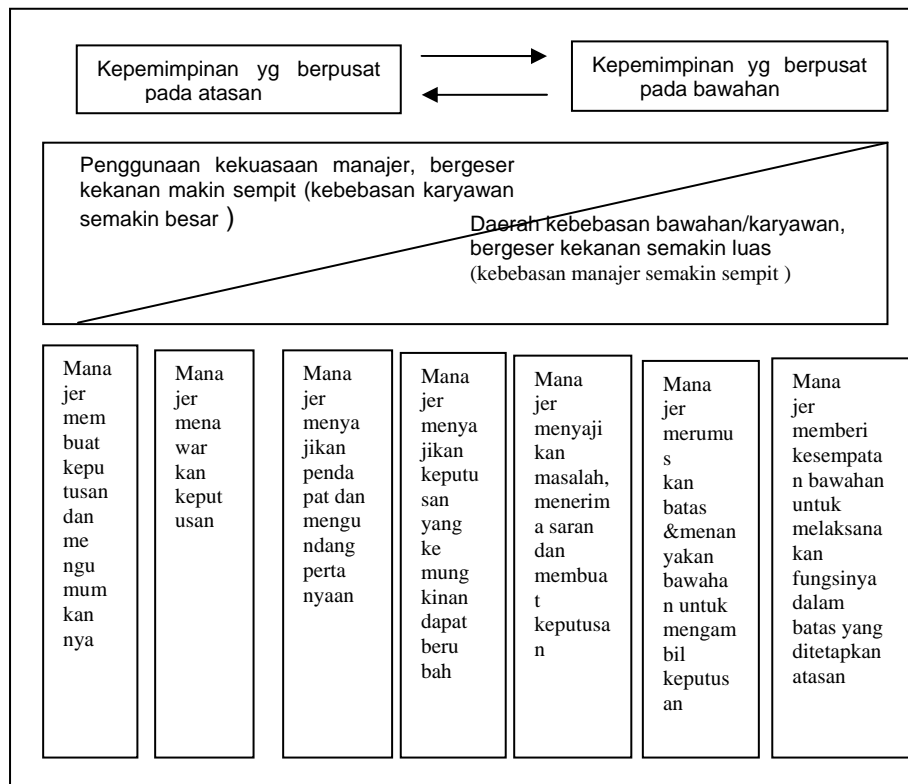 Kepemimpinan yg berpusat
pada atasan
Kepemimpinan yg berpusat
pada bawahan
Penggunaan kekuasaan manajer, bergeser
kekanan makin sempit (kebebasan karyawan
semakin besar )
Daerah kebebasan bawahan/karyawan,
bergeser kekanan semakin luas
(kebebasan manajer semakin sempit )
Mana
jer
mem
buat
kepu
tusan
dan
me
ngu
mum
kan
nya
Mana
jer
mena
war
kan
keput
usan
Mana
jer
menya
jikan
penda
pat dan
mengu
ndang
perta
nyaan
Mana
jer
menya
jikan
keputu
san
yang
ke
mung
kinan
dapat
beru
bah
Mana
jer
menyaji
kan
masalah,
menerim
a saran
dan
membua
t
keputusa
n
Mana
jer
merumu
s
kan
batas
&menan
yakan
bawaha
n untuk
mengam
bil
keputus
an
Mana
jer
memberi
kesempata
n bawahan
untuk
melaksana
kan
fungsinya
dalam
batas yang
ditetapkan
atasan